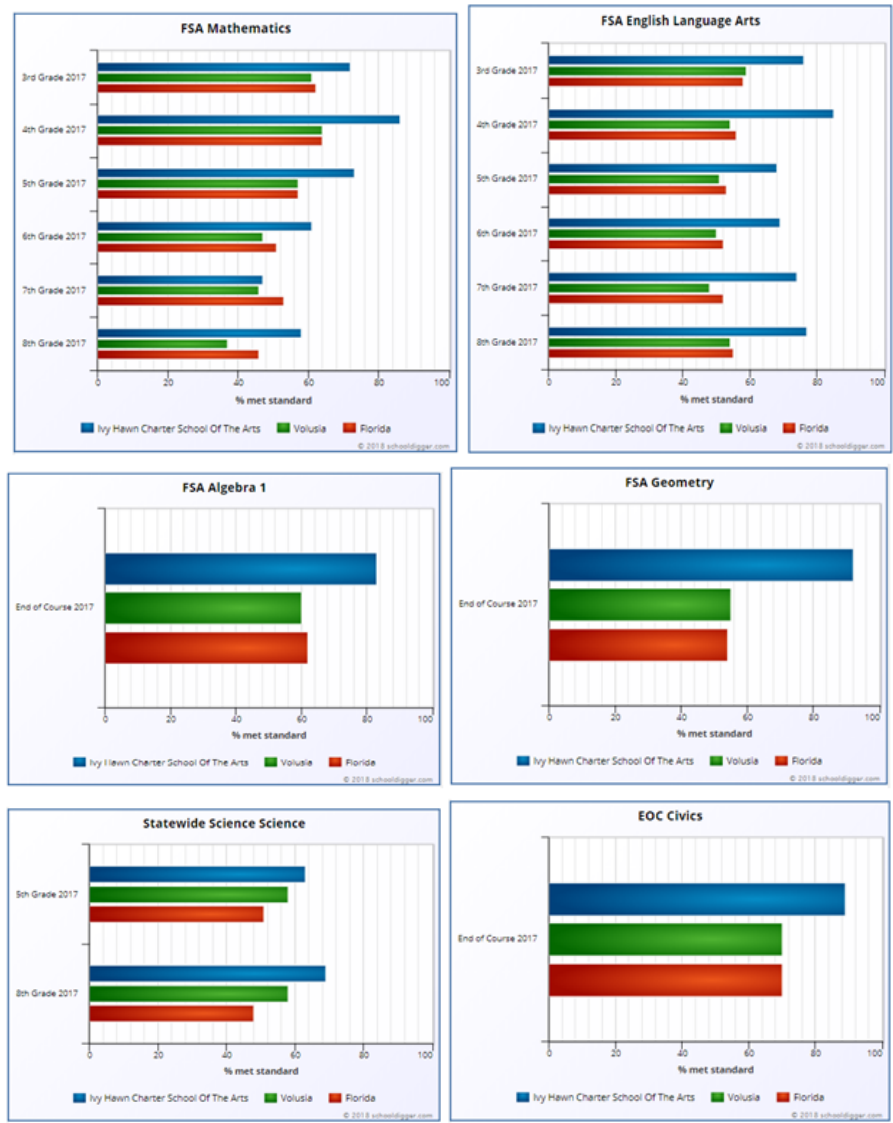 FSA Mathematics
3rd Grade 2017
4th Grade 2017
5th Grade 2017
6th Grade 2017
7th Grade 2017
8th Grade 2017
0 20 40 60 80 100
% met standard
Ivy Hawn Charter School Of The Arts Volusia Florida
© 2018 schooldigger.com
FSA English Language Arts
3rd Grade 2017
4th Grade 2017
5th Grade 2017
6th Grade 2017
7th Grade 2017
8th Grade 2017
0 20 40 60 80 100
% met standard
Ivy Hawn Charter School Of The Arts Volusia Florida
© 2018 schooldigger.com
FSA Algebra 1
End of Course 2017
0 20 40 60 80 100
% met standard
Ivy Hawn Charter School Of The Arts Volusia Florida
© 2018 schooldigger.com
FSA Geometry
End of Course 2017
0 20 40 60 80 100
% met standard
Ivy Hawn Charter School Of The Arts Volusia Florida
© 2018 schooldigger.com
Statewide Science Science
5th Grade 2017
8th Grade 2017
0 20 40 60 80 100
% met standard
Ivy Hawn Charter School Of The Arts Volusia Florida
© 2018 schooldigger.com
EOC Civics
End of Course 2017
0 20 40 60 80 100
% met standard
Ivy Hawn Charter School Of The Arts Volusia Florida
© 2018 schooldigger.com